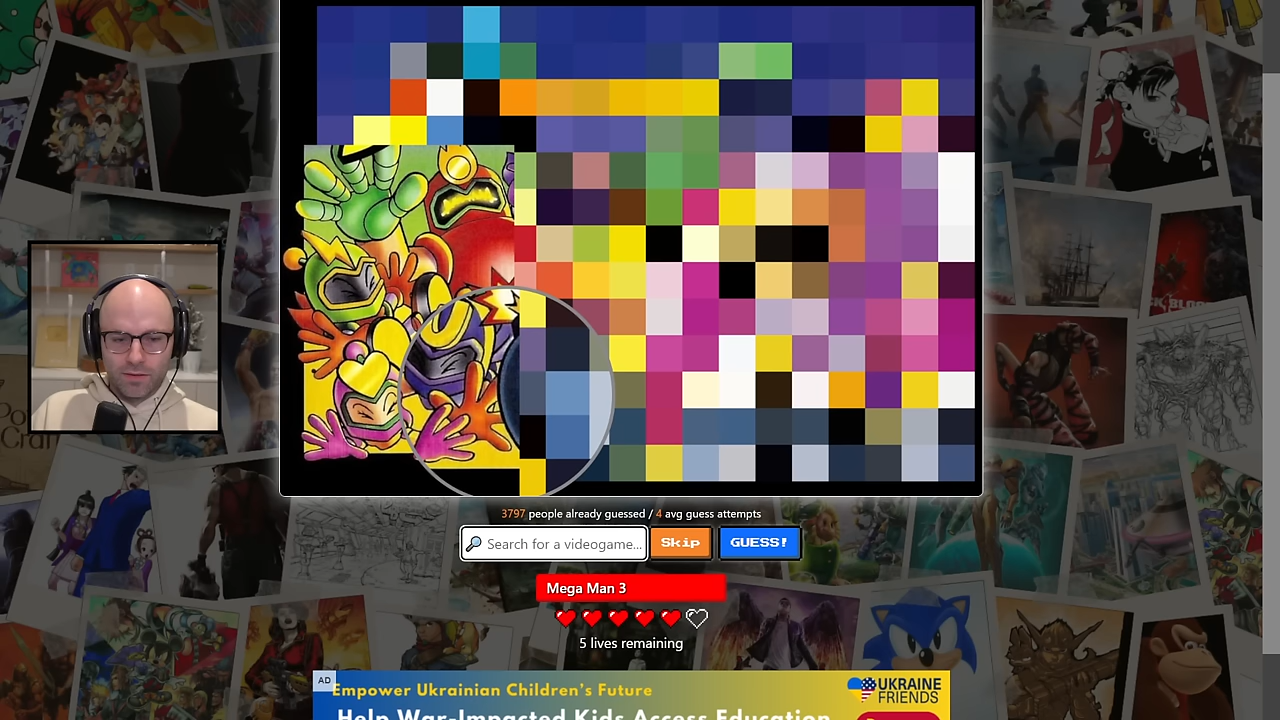 3797 people already guessed / 4 avg guess attempts
Search for a videogame...
Skip
GUESS!
Mega Man 3
5 lives remaining
AD
Empower Ukrainian Children's Future
UKRAINE
FRIENDS
Help War-Impacted Kids Access Education